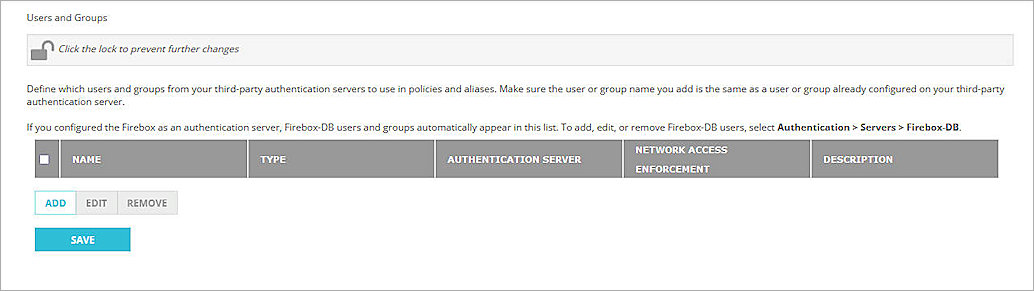 Users and Groups
Click the lock to prevent further changes
Define which users and groups from your third-party authentication servers to use in policies and aliases. Make sure the user or group name you add is the same as a user or group already configured on your third-party
authentication server.
If you configured the Firebox as an authentication server, Firebox-DB users and groups automatically appear in this list. To add, edit, or remove Firebox-DB users, select Authentication > Servers > Firebox-DB.
NAME TYPE AUTHENTICATION SERVER NETWORK ACCESS ENFORCEMENT DESCRIPTION
ADD EDIT REMOVE
SAVE